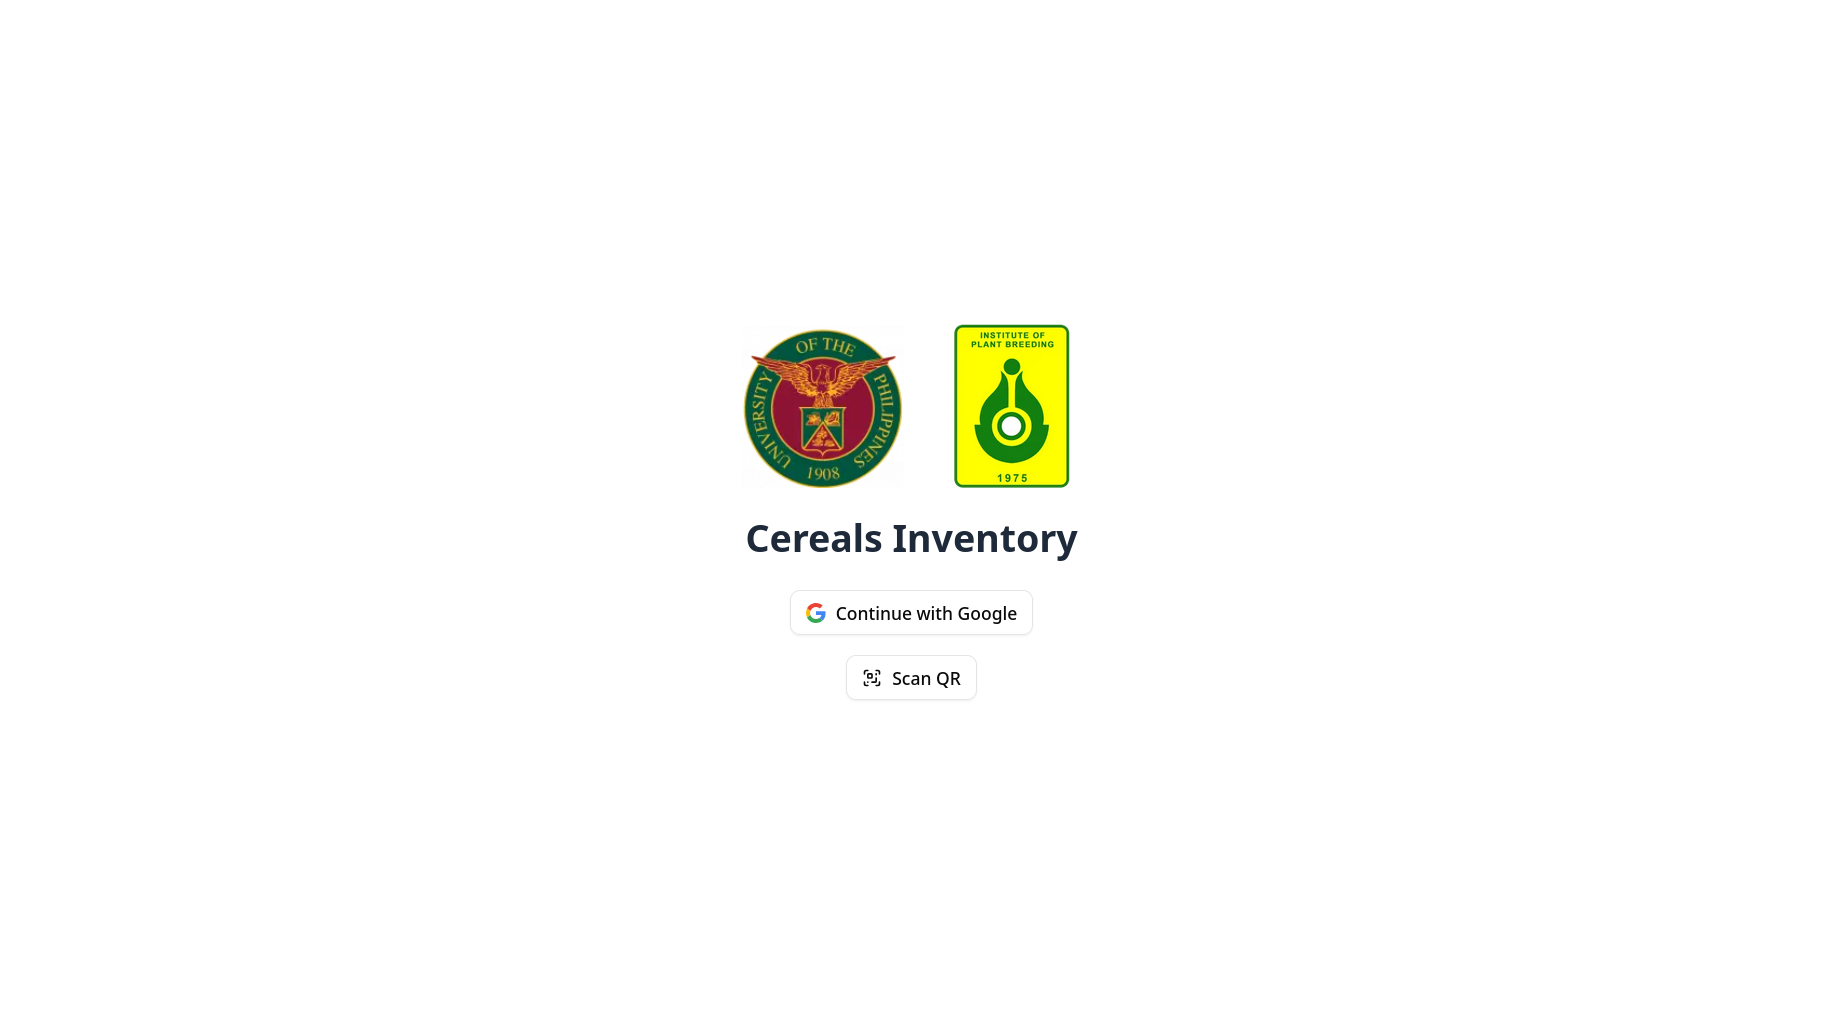 UNIVERSITY OF THE PHILIPPINES
1908
INSTITUTE OF
PLANT BREEDING
1975
Cereals Inventory
Continue with Google
Scan QR